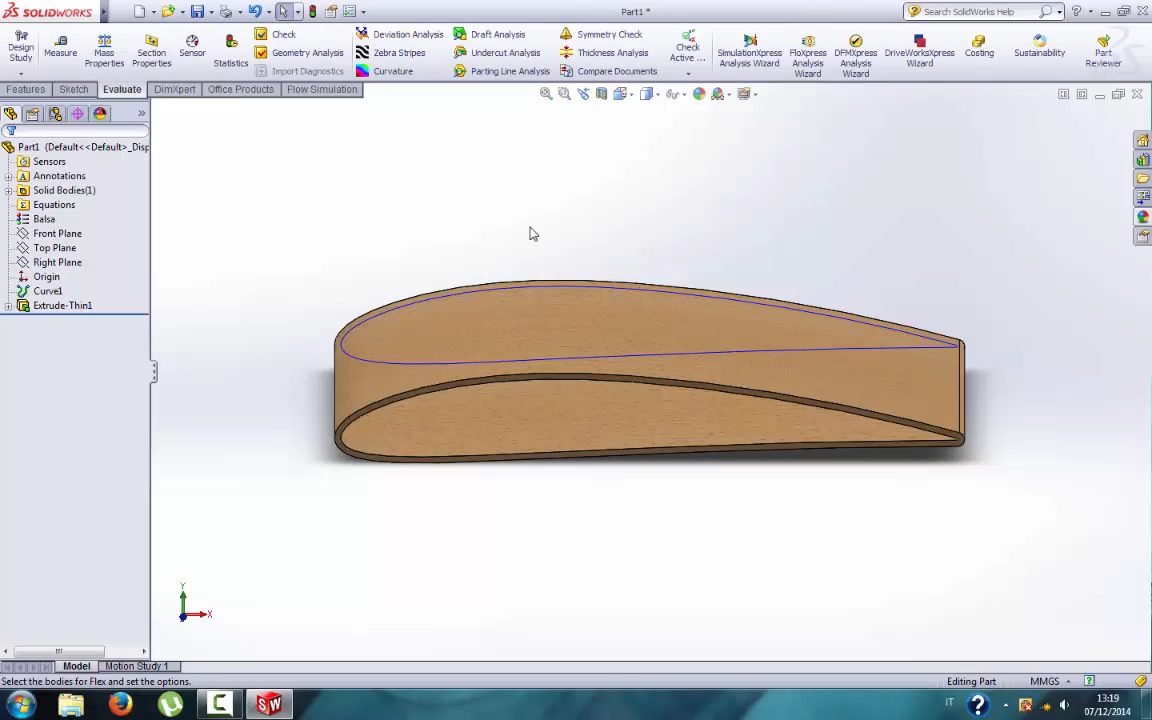 SOLIDWORKS
Part1 *
Search SolidWorks Help
Design Study
Measure
Mass Properties
Section Properties
Sensor
Statistics
Check
Geometry Analysis
Import Diagnostics
Deviation Analysis
Zebra Stripes
Curvature
Draft Analysis
Undercut Analysis
Parting Line Analysis
Symmetry Check
Thickness Analysis
Compare Documents
Check Active ...
SimulationXpress Analysis Wizard
FloXpress Analysis Wizard
DFMXpress Analysis Wizard
DriveWorksXpress Wizard
Costing
Sustainability
Part Reviewer
Features
Sketch
Evaluate
DimXpert
Office Products
Flow Simulation
Part1 (Default<<Default>_Disp
Sensors
Annotations
Solid Bodies(1)
Equations
Balsa
Front Plane
Top Plane
Right Plane
Origin
Curve1
Extrude-Thin1
Y
X
Model
Motion Study 1
Select the bodies for Flex and set the options.
Editing Part
MMGS
IT
13:19
07/12/2014